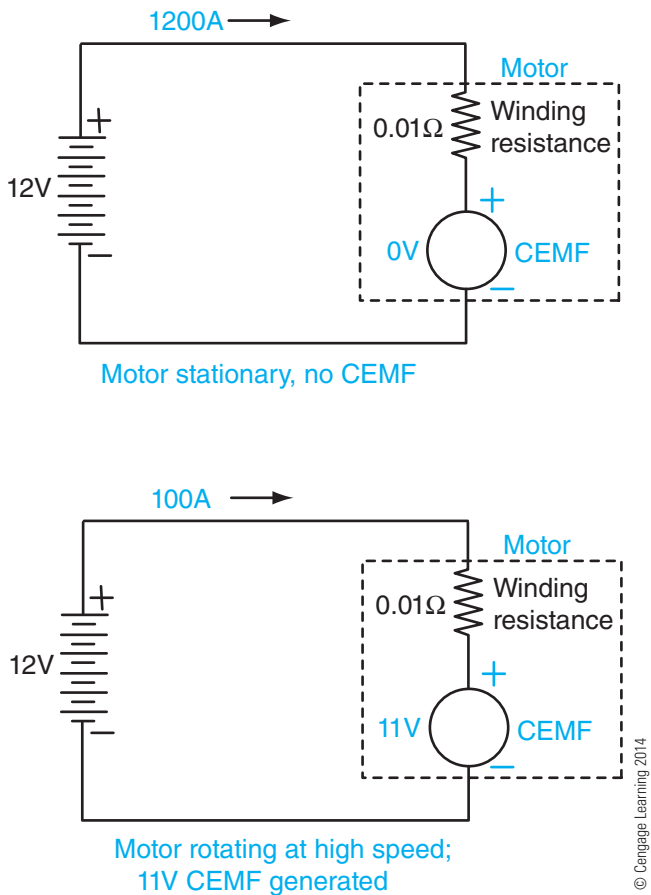 1200A
Motor
0.01Ω
Winding
resistance
+
12V
+
0V
CEMF
−
−
Motor stationary, no CEMF
100A
Motor
0.01Ω
Winding
resistance
+
12V
+
11V
CEMF
−
−
Motor rotating at high speed;
11V CEMF generated
© Cengage Learning 2014